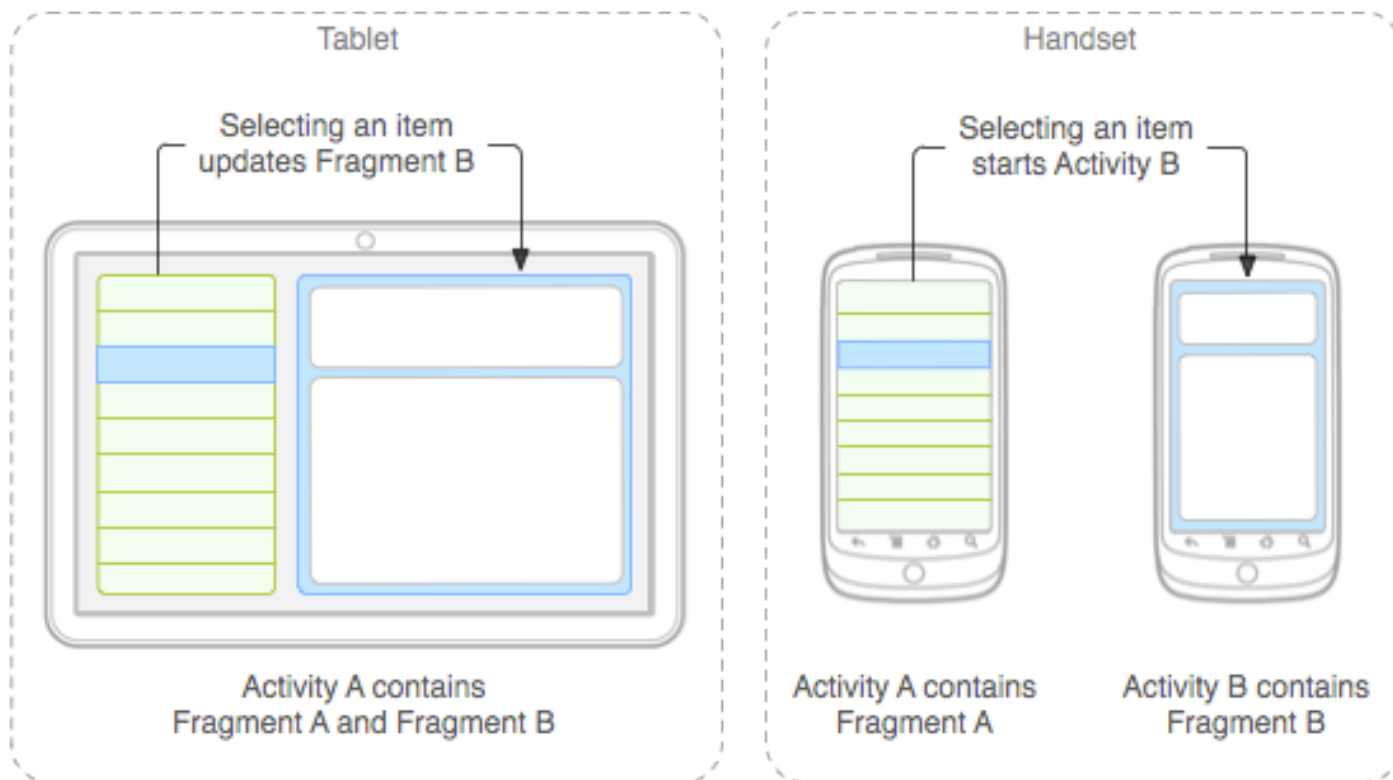 Tablet
Selecting an item
updates Fragment B
Activity A contains
Fragment A and Fragment B
Handset
Selecting an item
starts Activity B
Activity A contains
Fragment A
Activity B contains
Fragment B